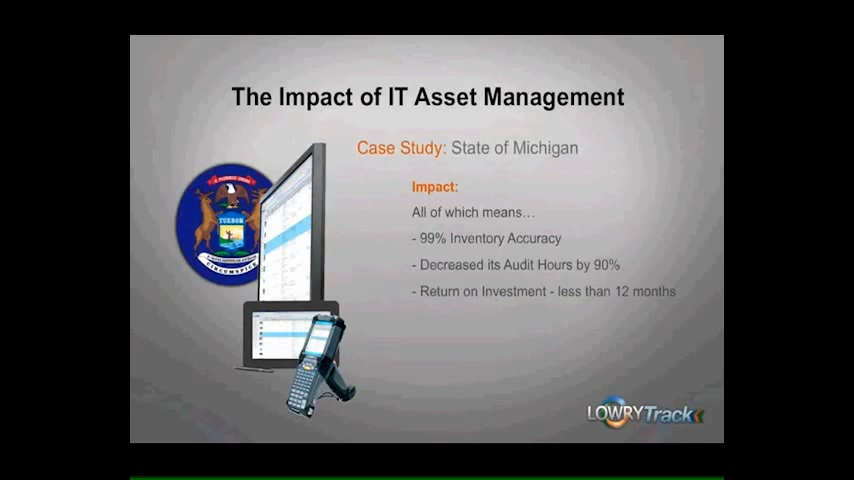 The Impact of IT Asset Management
Case Study: State of Michigan
Impact:
All of which means…
- 99% Inventory Accuracy
- Decreased its Audit Hours by 90%
- Return on Investment - less than 12 months
TUEBOR
CIRCUMSPICE
LOWRYTrack